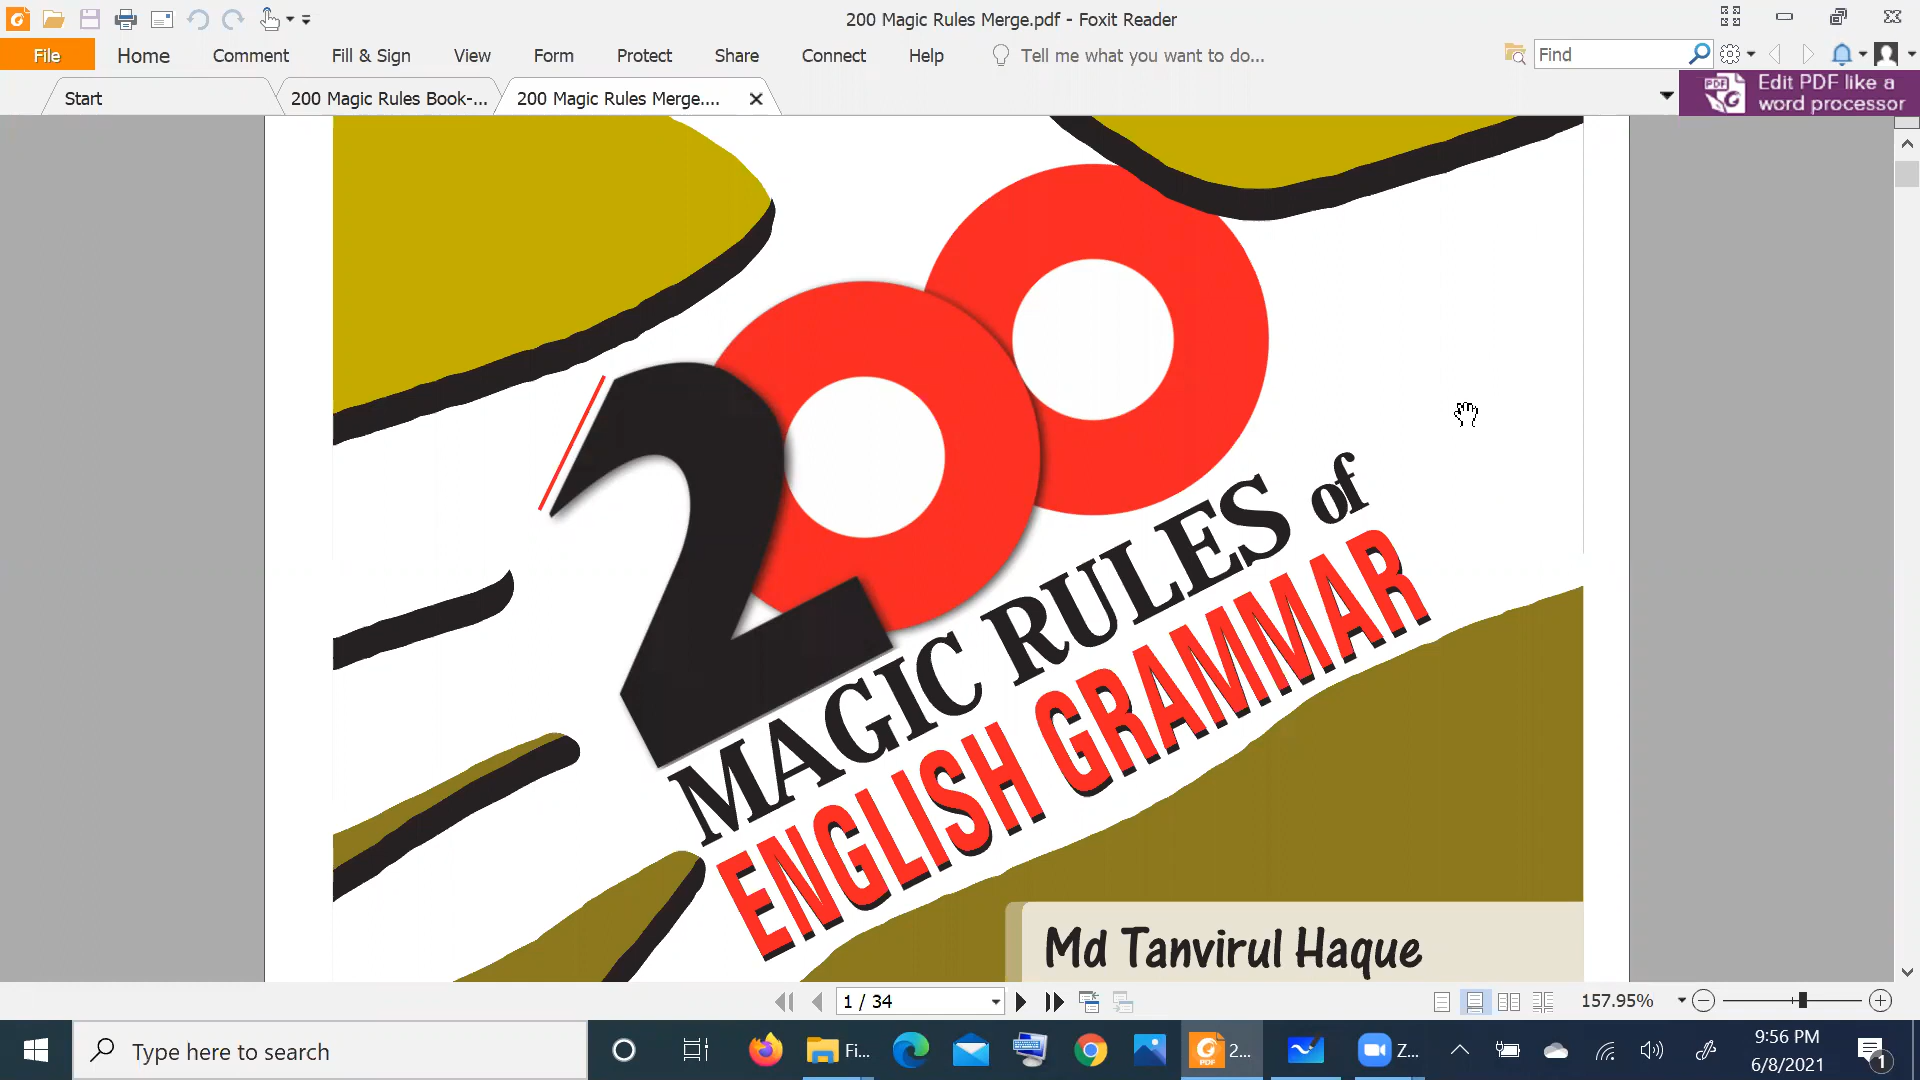 200 Magic Rules Merge.pdf - Foxit Reader
File Home Comment Fill & Sign View Form Protect Share Connect Help Tell me what you want to do... Find
Start 200 Magic Rules Book-... 200 Magic Rules Merge....
Edit PDF like a
word processor
200
MAGIC RULES of
ENGLISH GRAMMAR
Md Tanvirul Haque
1 / 34 157.95%
Type here to search Fi... 2... Z...
9:56 PM
6/8/2021
1